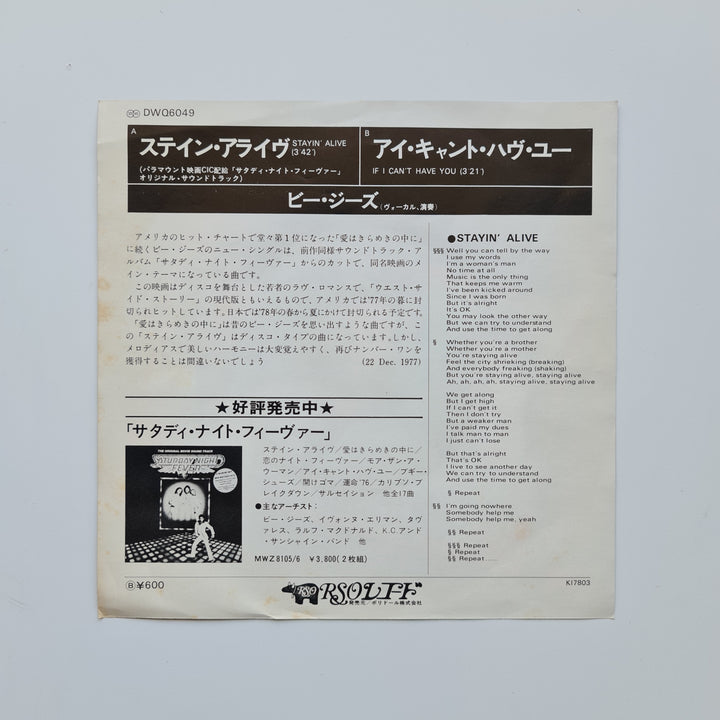 DWQ6049
A
ステイン・アライヴ STAYIN' ALIVE (3'42")
(パラマウント映画CIC配給「サタデイ・ナイト・フィーヴァー」
オリジナル・サウンドトラック)
B
アイ・キャント・ハヴ・ユー
IF I CAN'T HAVE YOU (3'21")
ビー・ジーズ (ヴォーカル、演奏)
アメリカのヒット・チャートで堂々第1位になった「愛はきらめきの中に」
に続くビー・ジーズのニュー・シングルは、前作同様サウンドトラック・ア
ルバム「サタディ・ナイト・フィーヴァー」からのカットで、同名映画のメ
イン・テーマになっている曲です。
この映画はディスコを舞台とした若者のラヴ・ロマンスで、「ウエスト・サ
イド・ストーリー」の現代版ともいえるもので、アメリカでは'77年の暮に封
切られヒットしています。日本では'78年の春から夏にかけて封切られる予定です。
「愛はきらめきの中に」は昔のビー・ジーズを思い出すような曲ですが、こ
の「ステイン・アライヴ」はディスコ・タイプの曲になっています。しかし、
メロディアスで美しいハーモニーは大変覚えやすく、再びナンバー・ワンを
獲得することは間違いないでしょう
(22 Dec. 1977)
★好評発売中★
「サタディ・ナイト・フィーヴァー」
THE ORIGINAL MOVIE SOUND TRACK
SATURDAY NIGHT
FEVER
ステイン・アライヴ/愛はきらめきの中に/
恋のナイト・フィーヴァー/モア・ザン・ア・
ウーマン/アイ・キャント・ハヴ・ユー/ブギー・
シューズ/開けゴマ/運命'76/カリプソ・ブ
レイクダウン/サルセイション 他全17曲
●主なアーチスト:
ビー・ジーズ、イヴォンヌ・エリマン、タヴ
ァレス、ラルフ・マクドナルド、K.C.アンド
・サンシャイン・バンド 他
MWZ8105/6 ¥3,800(2枚組)
●STAYIN' ALIVE
§§§ Well you can tell by the way
I use my words
I'm a woman's man
No time at all
Music is the only thing
That keeps me warm
I've been kicked around
Since I was born
But it's alright
It's OK
You may look the other way
But we can try to understand
And use the time to get along
§ Whether you're a brother
Whether you're a mother
You're staying alive
Feel the city shrieking (breaking)
And everybody freaking (shaking)
But you're staying alive, staying alive
Ah, ah, ah, ah, staying alive, staying alive
We get along
But I get high
If I can't get it
Then I don't try
But a weaker man
I've paid my dues
I talk man to man
I just can't lose
But that's alright
That's OK
I live to see another day
We can try to understand
And use the time to get along
§ Repeat
§§ I'm going nowhere
Somebody help me
Somebody help me, yeah
§§ Repeat
§§§ Repeat
§ Repeat
§§ Repeat
Ⓑ¥600
RSO RSOレコード
発売元/ポリドール株式会社
KI7803